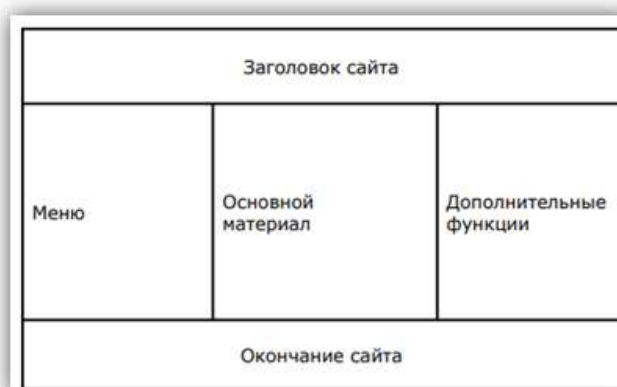 Заголовок сайта
Меню
Основной
материал
Дополнительные
функции
Окончание сайта